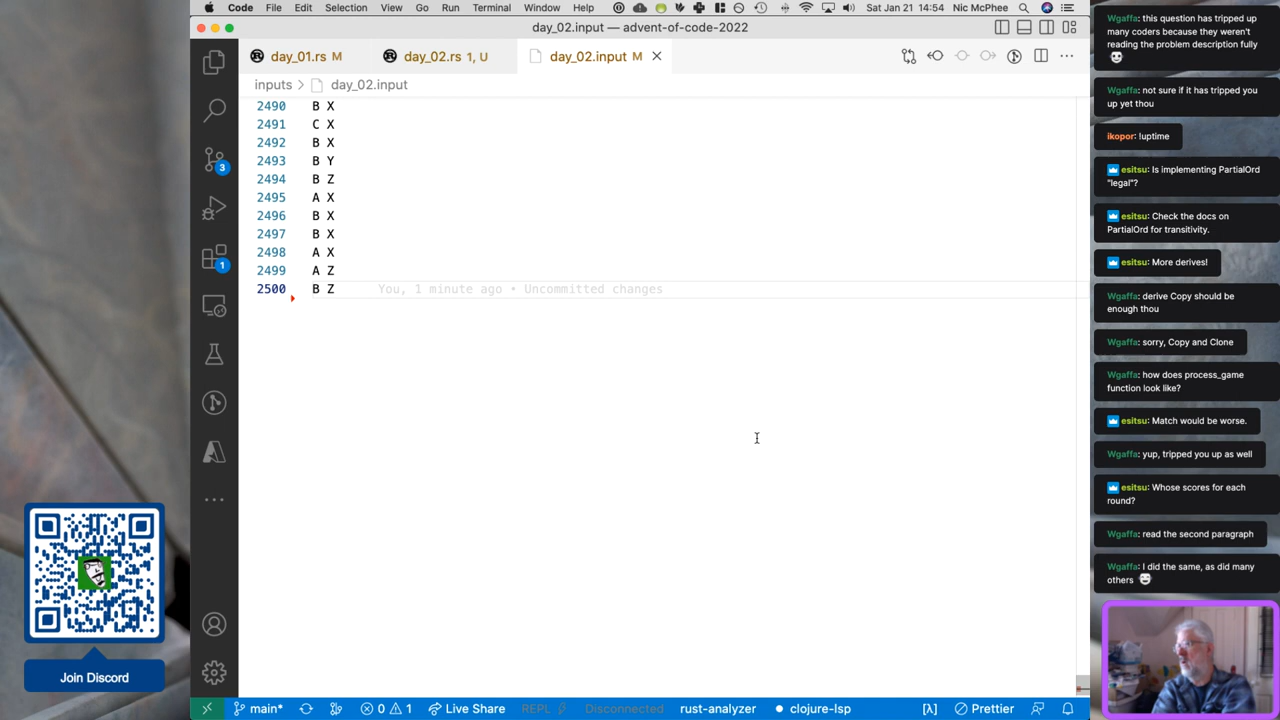 Code File Edit Selection View Go Run Terminal Window Help Sat Jan 21 14:54 Nic McPhee
day_02.input — advent-of-code-2022
day_01.rs M day_02.rs 1, U day_02.input M
inputs > day_02.input
2490 B X
2491 C X
2492 B X
2493 B Y
2494 B Z
2495 A X
2496 B X
2497 B X
2498 A X
2499 A Z
2500 B Z You, 1 minute ago • Uncommitted changes
3
1
Join Discord
main* 0 1 Live Share REPL Disconnected rust-analyzer clojure-lsp [λ] Prettier
Wgaffa: this question has tripped up
many coders because they weren't
reading the problem description fully
Wgaffa: not sure if it has tripped you
up yet thou
ikopor: !uptime
esitsu: Is implementing PartialOrd
"legal"?
esitsu: Check the docs on
PartialOrd for transitivity.
esitsu: More derives!
Wgaffa: derive Copy should be
enough thou
Wgaffa: sorry, Copy and Clone
Wgaffa: how does process_game
function look like?
esitsu: Match would be worse.
Wgaffa: yup, tripped you up as well
esitsu: Whose scores for each
round?
Wgaffa: read the second paragraph
Wgaffa: I did the same, as did many
others